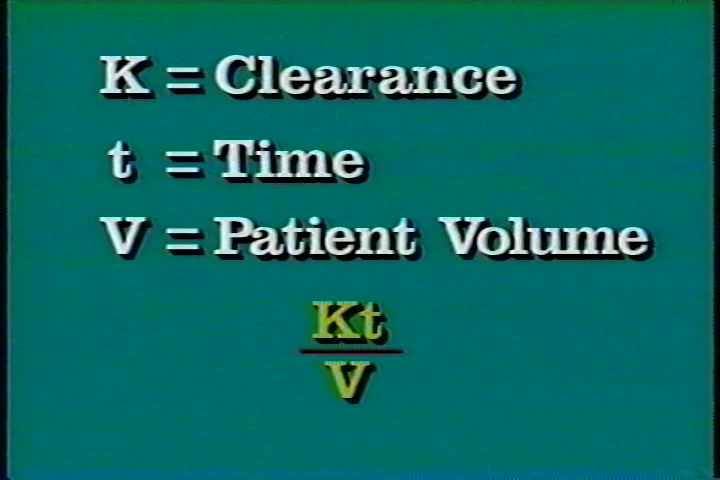 K = Clearance
t = Time
V = Patient Volume
Kt
V